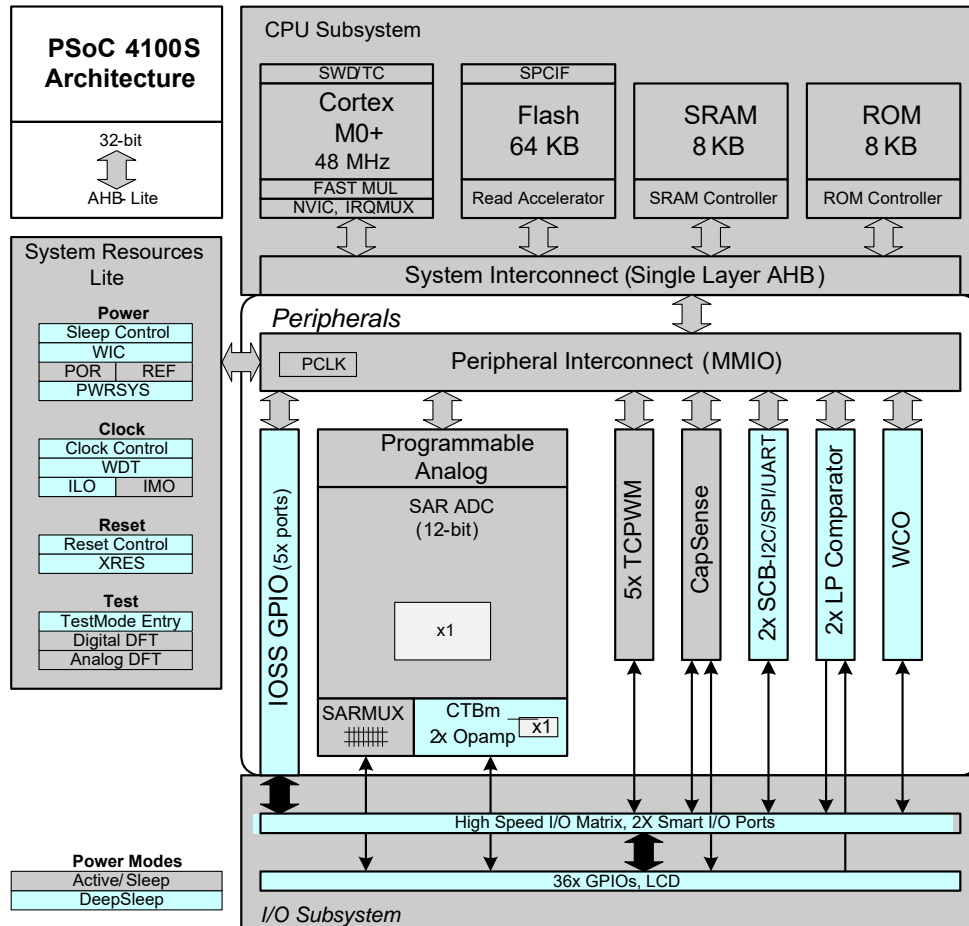 PSoC 4100S
Architecture
32-bit
AHB- Lite
CPU Subsystem
SWD/TC
Cortex
M0+
48 MHz
FAST MUL
NVIC, IRQMUX
SPCIF
Flash
64 KB
Read Accelerator
SRAM
8 KB
SRAM Controller
ROM
8 KB
ROM Controller
System Interconnect (Single Layer AHB)
System Resources
Lite
Power
Sleep Control
WIC
POR REF
PWRSYS
Clock
Clock Control
WDT
ILO IMO
Reset
Reset Control
XRES
Test
TestMode Entry
Digital DFT
Analog DFT
Peripherals
PCLK
Peripheral Interconnect (MMIO)
IOSS GPIO (5x ports)
Programmable
Analog
SAR ADC
(12-bit)
x1
SARMUX
CTBm
2x Opamp
x1
5x TCPWM
CapSense
2x SCB-I2C/SPI/UART
2x LP Comparator
WCO
High Speed I/O Matrix, 2X Smart I/O Ports
36x GPIOs, LCD
I/O Subsystem
Power Modes
Active/ Sleep
DeepSleep